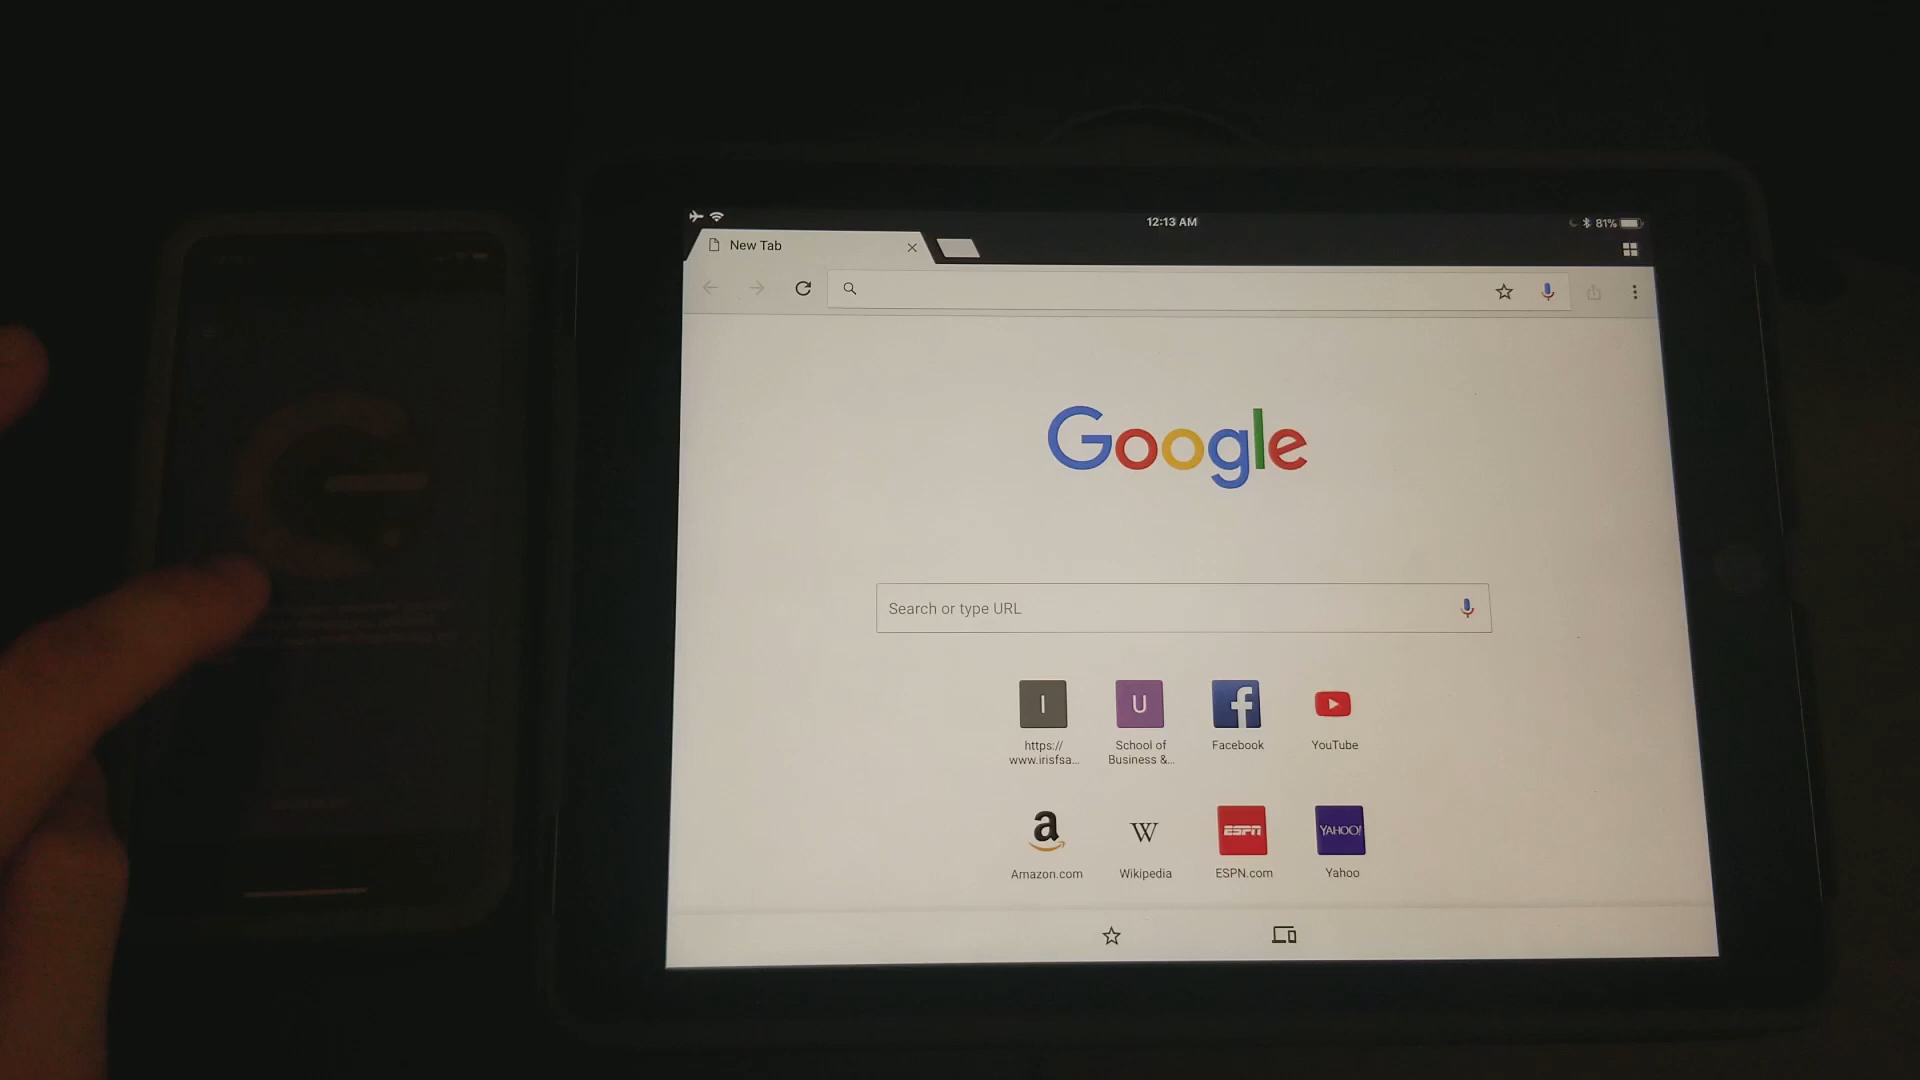 12:13 AM
81%
New Tab
Google
Search or type URL
I
U
https://
www.irisfsa...
School of
Business &...
Facebook
YouTube
a
W
ESPN
YAHOO!
Amazon.com
Wikipedia
ESPN.com
Yahoo